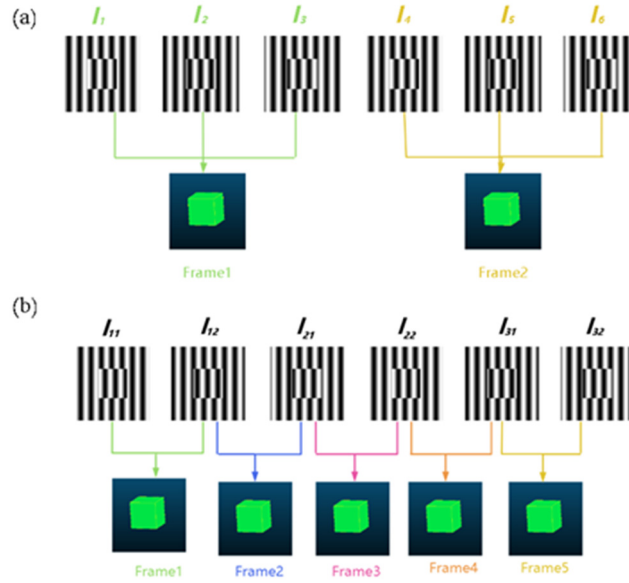 (a)
I1 I2 I3 I4 I5 I6
Frame1 Frame2
(b)
I11 I12 I21 I22 I31 I32
Frame1 Frame2 Frame3 Frame4 Frame5